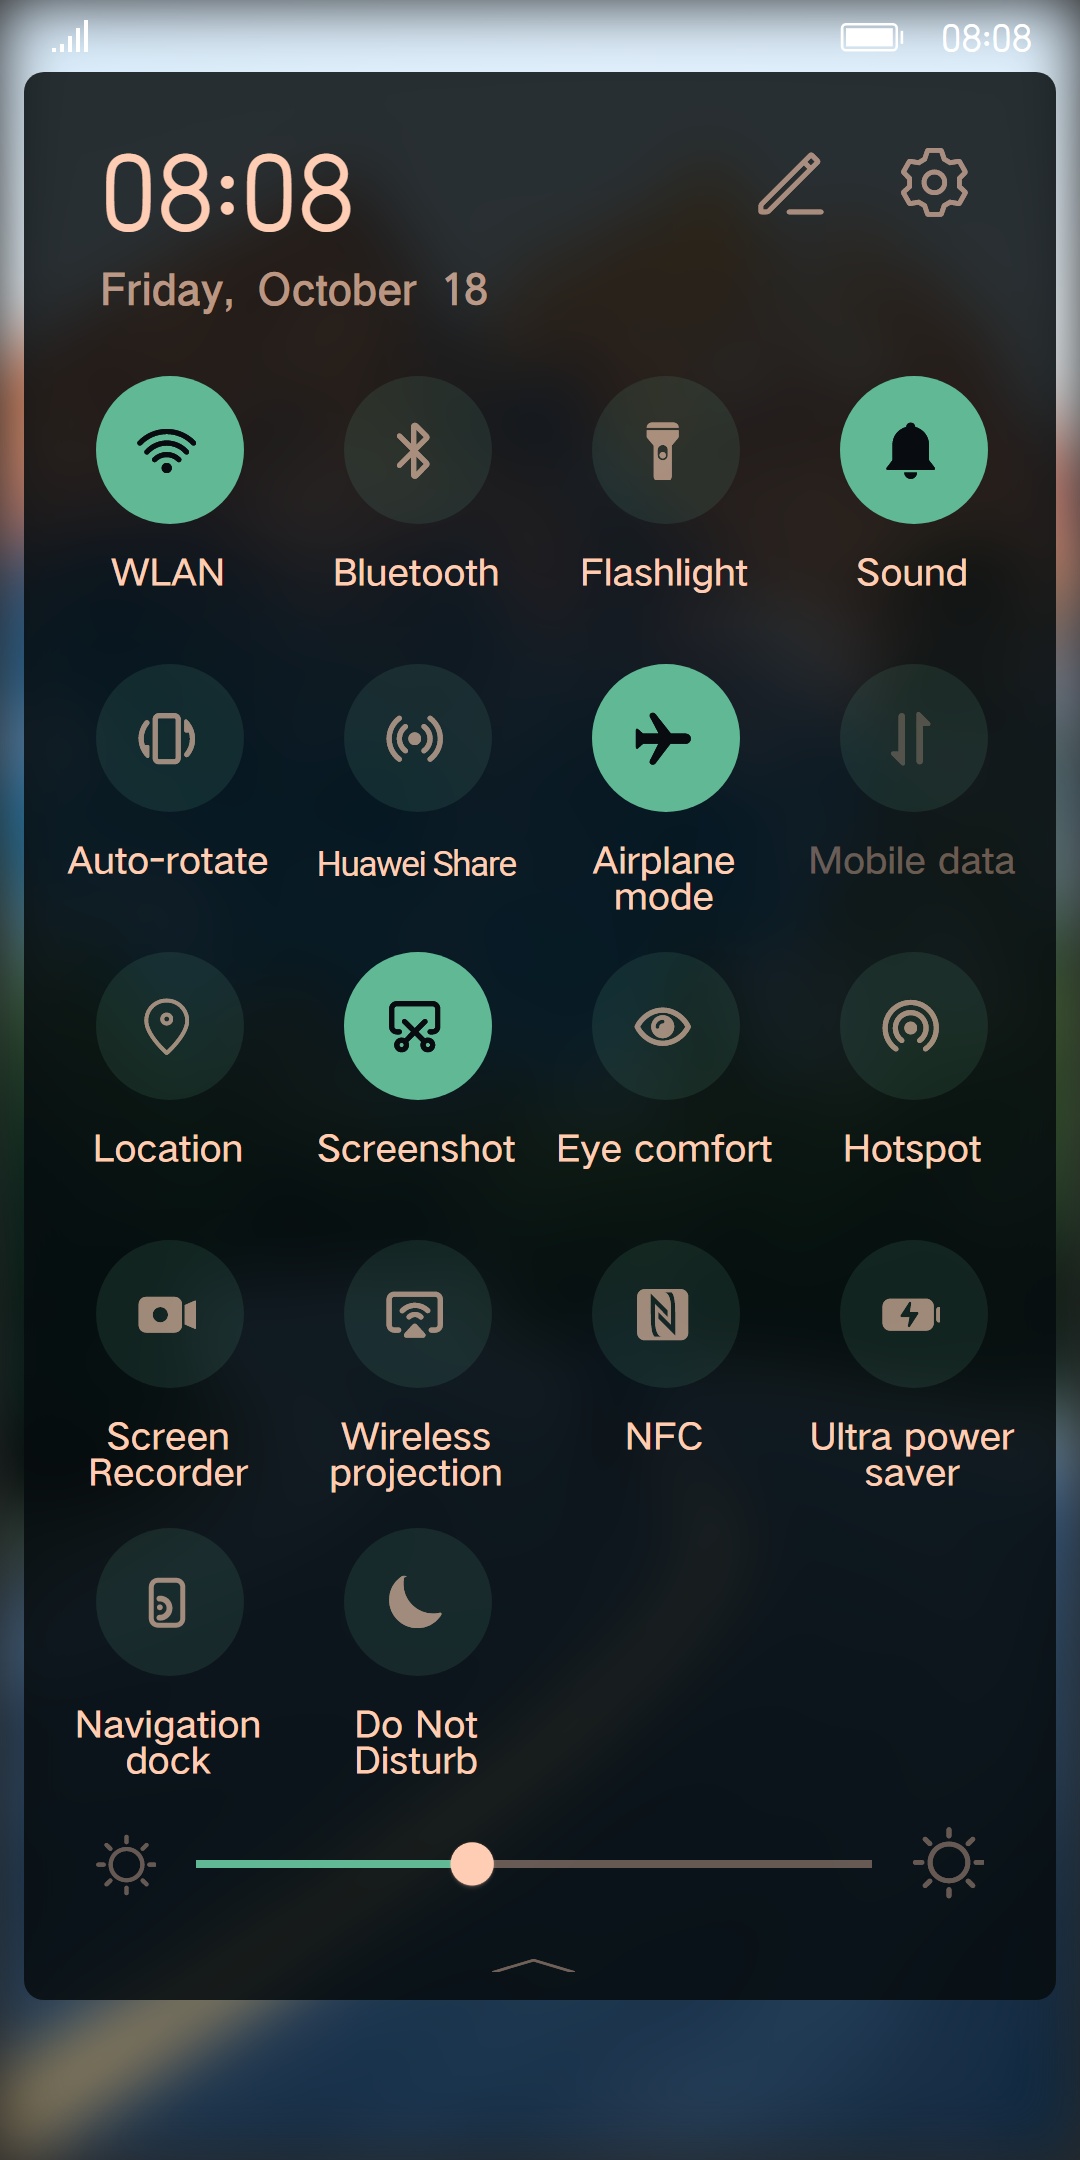 08:08
08:08
Friday, October 18
WLAN
Bluetooth
Flashlight
Sound
Auto-rotate
Huawei Share
Airplane
mode
Mobile data
Location
Screenshot
Eye comfort
Hotspot
Screen
Recorder
Wireless
projection
NFC
Ultra power
saver
Navigation
dock
Do Not
Disturb